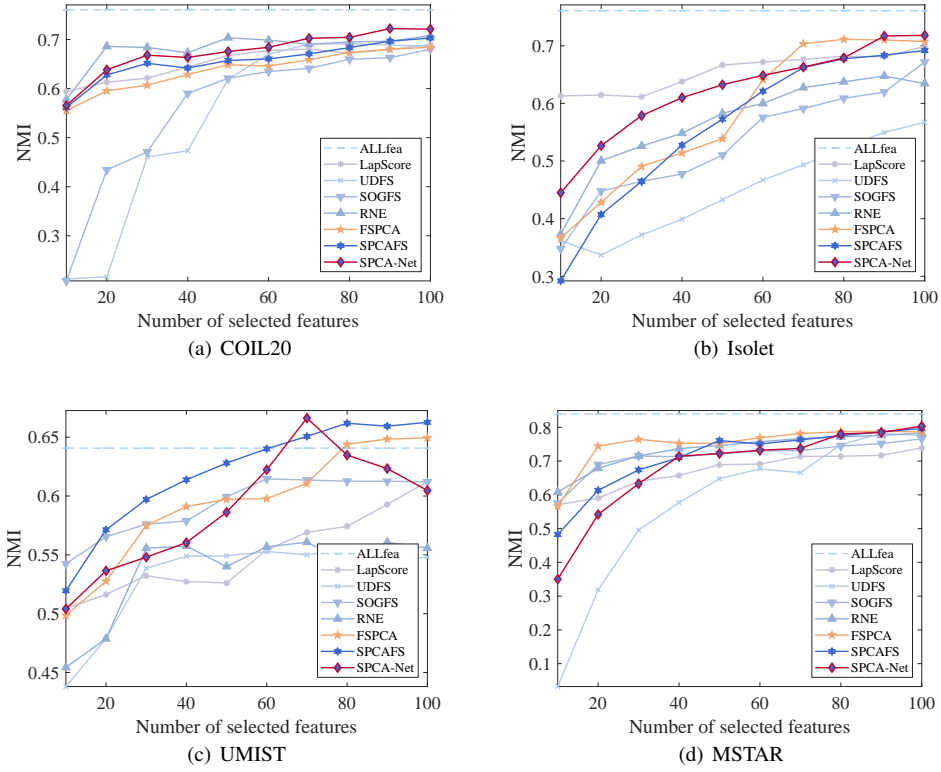 0.7
0.6
0.5
0.4
0.3
NMI
20
40
60
80
100
Number of selected features
ALLfea
LapScore
UDFS
SOGFS
RNE
FSPCA
SPCAFS
SPCA-Net
(a) COIL20
0.7
0.6
0.5
0.4
0.3
NMI
20
40
60
80
100
Number of selected features
ALLfea
LapScore
UDFS
SOGFS
RNE
FSPCA
SPCAFS
SPCA-Net
(b) Isolet
0.65
0.6
0.55
0.5
0.45
NMI
20
40
60
80
100
Number of selected features
ALLfea
LapScore
UDFS
SOGFS
RNE
FSPCA
SPCAFS
SPCA-Net
(c) UMIST
0.8
0.7
0.6
0.5
0.4
0.3
0.2
0.1
NMI
20
40
60
80
100
Number of selected features
ALLfea
LapScore
UDFS
SOGFS
RNE
FSPCA
SPCAFS
SPCA-Net
(d) MSTAR